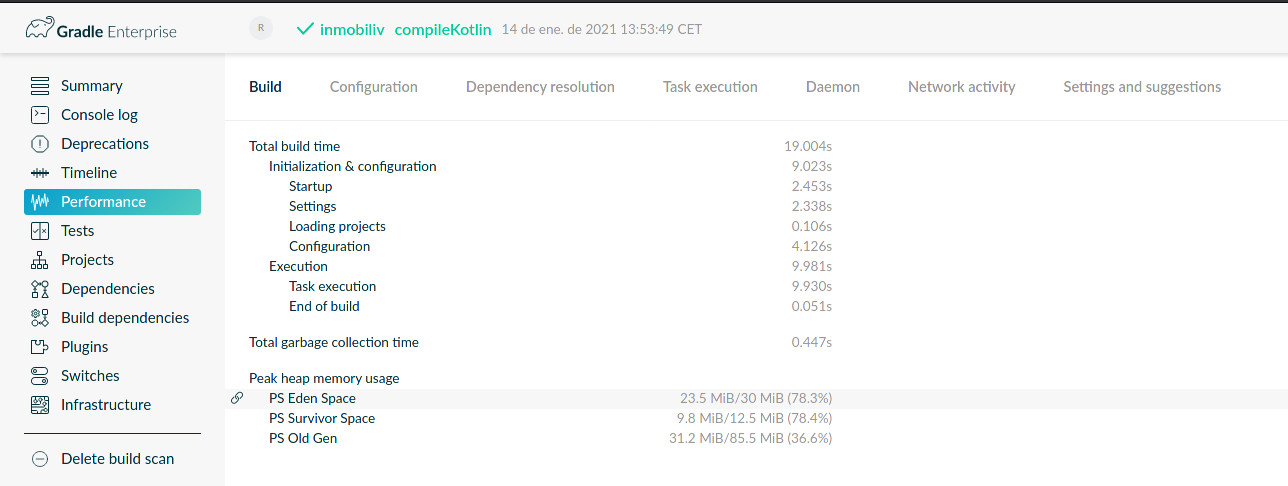 Gradle Enterprise
R inmobiliv compileKotlin 14 de ene. de 2021 13:53:49 CET
Summary
Console log
Deprecations
Timeline
Performance
Tests
Projects
Dependencies
Build dependencies
Plugins
Switches
Infrastructure
Delete build scan
Build Configuration Dependency resolution Task execution Daemon Network activity Settings and suggestions
Total build time 19.004s
Initialization & configuration 9.023s
Startup 2.453s
Settings 2.338s
Loading projects 0.106s
Configuration 4.126s
Execution 9.981s
Task execution 9.930s
End of build 0.051s
Total garbage collection time 0.447s
Peak heap memory usage
PS Eden Space 23.5 MiB/30 MiB (78.3%)
PS Survivor Space 9.8 MiB/12.5 MiB (78.4%)
PS Old Gen 31.2 MiB/85.5 MiB (36.6%)